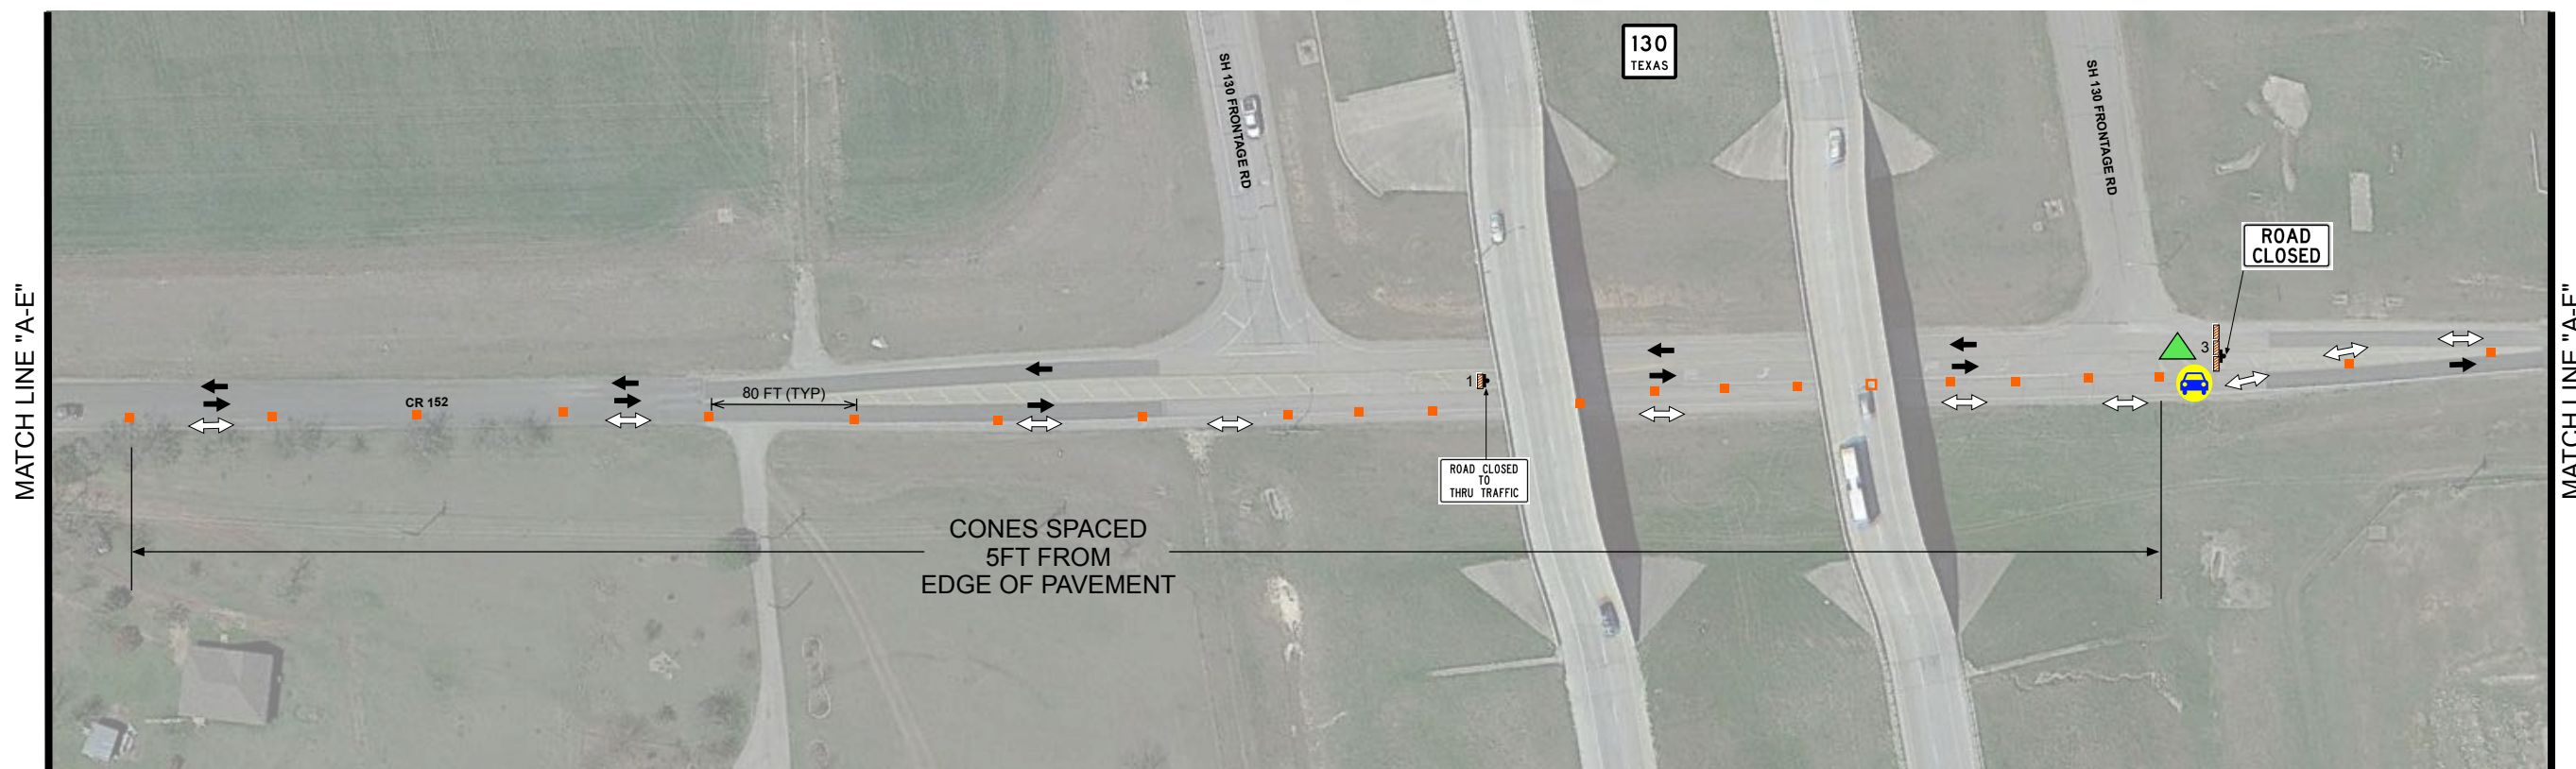 130
TEXAS
SH 130 FRONTAGE RD
SH 130 FRONTAGE RD
ROAD
CLOSED
MATCH LINE "A-E"
MATCH LINE "A-F"
3
1
80 FT (TYP)
CR 152
ROAD CLOSED
TO
THRU TRAFFIC
CONES SPACED
5FT FROM
EDGE OF PAVEMENT